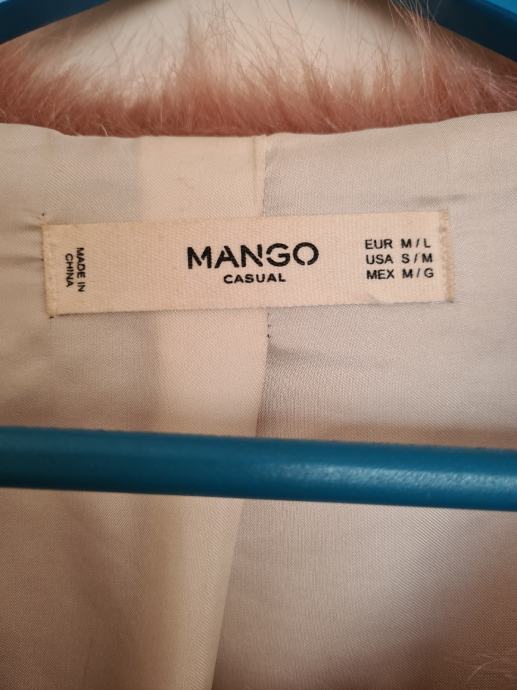 MADE IN
CHINA
MANGO
CASUAL
EUR M / L
USA S / M
MEX M / G